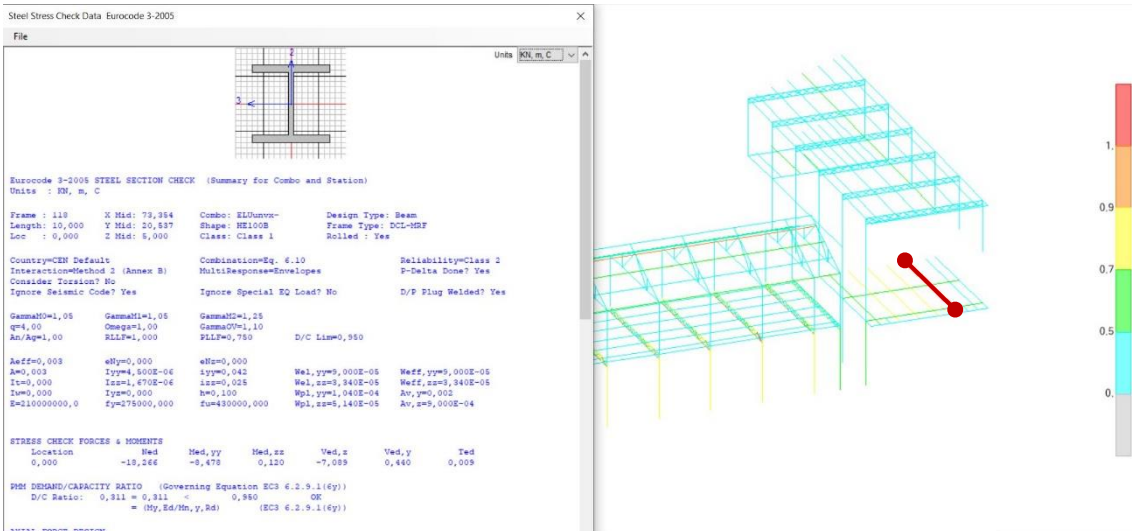 Steel Stress Check Data Eurocode 3-2005
File
Units KN, m, C
2
3
Eurocode 3-2005 STEEL SECTION CHECK (Summary for Combo and Station)
Units : KN, m, C
Frame : 118 X Mid: 73,354 Combo: ELUunvx- Design Type: Beam
Length: 10,000 Y Mid: 20,537 Shape: HE100B Frame Type: DCL-MRF
Loc : 0,000 Z Mid: 5,000 Class: Class 1 Rolled : Yes
Country=CEN Default Combination=Eq. 6.10 Reliability=Class 2
Interaction=Method 2 (Annex B) MultiResponse=Envelopes P-Delta Done? Yes
Consider Torsion? No
Ignore Seismic Code? Yes Ignore Special EQ Load? No D/P Plug Welded? Yes
GammaM0=1,05 GammaM1=1,05 GammaM2=1,25
q=4,00 Omega=1,00 GammaOV=1,10
An/Ag=1,00 RLLF=1,000 PLLF=0,750 D/C Lim=0,950
Aeff=0,003 eNy=0,000 eNz=0,000
A=0,003 Iyy=4,500E-06 iyy=0,042 Wel,yy=9,000E-05 Weff,yy=9,000E-05
It=0,000 Izz=1,670E-06 izz=0,025 Wel,zz=3,340E-05 Weff,zz=3,340E-05
Iw=0,000 Iyz=0,000 h=0,100 Wpl,yy=1,040E-04 Av,y=0,002
E=210000000,0 fy=275000,000 fu=430000,000 Wpl,zz=5,140E-05 Av,z=9,000E-04
STRESS CHECK FORCES & MOMENTS
Location Ned Med,yy Med,zz Ved,z Ved,y Ted
0,000 -18,266 -8,478 0,120 -7,089 0,440 0,009
PMM DEMAND/CAPACITY RATIO (Governing Equation EC3 6.2.9.1(6y))
D/C Ratio: 0,311 = 0,311 < 0,950 OK
= (My,Ed/Mn,y,Rd) (EC3 6.2.9.1(6y))
AXIAL FORCE DESIGN
1,
0.9
0.7
0.5
0,